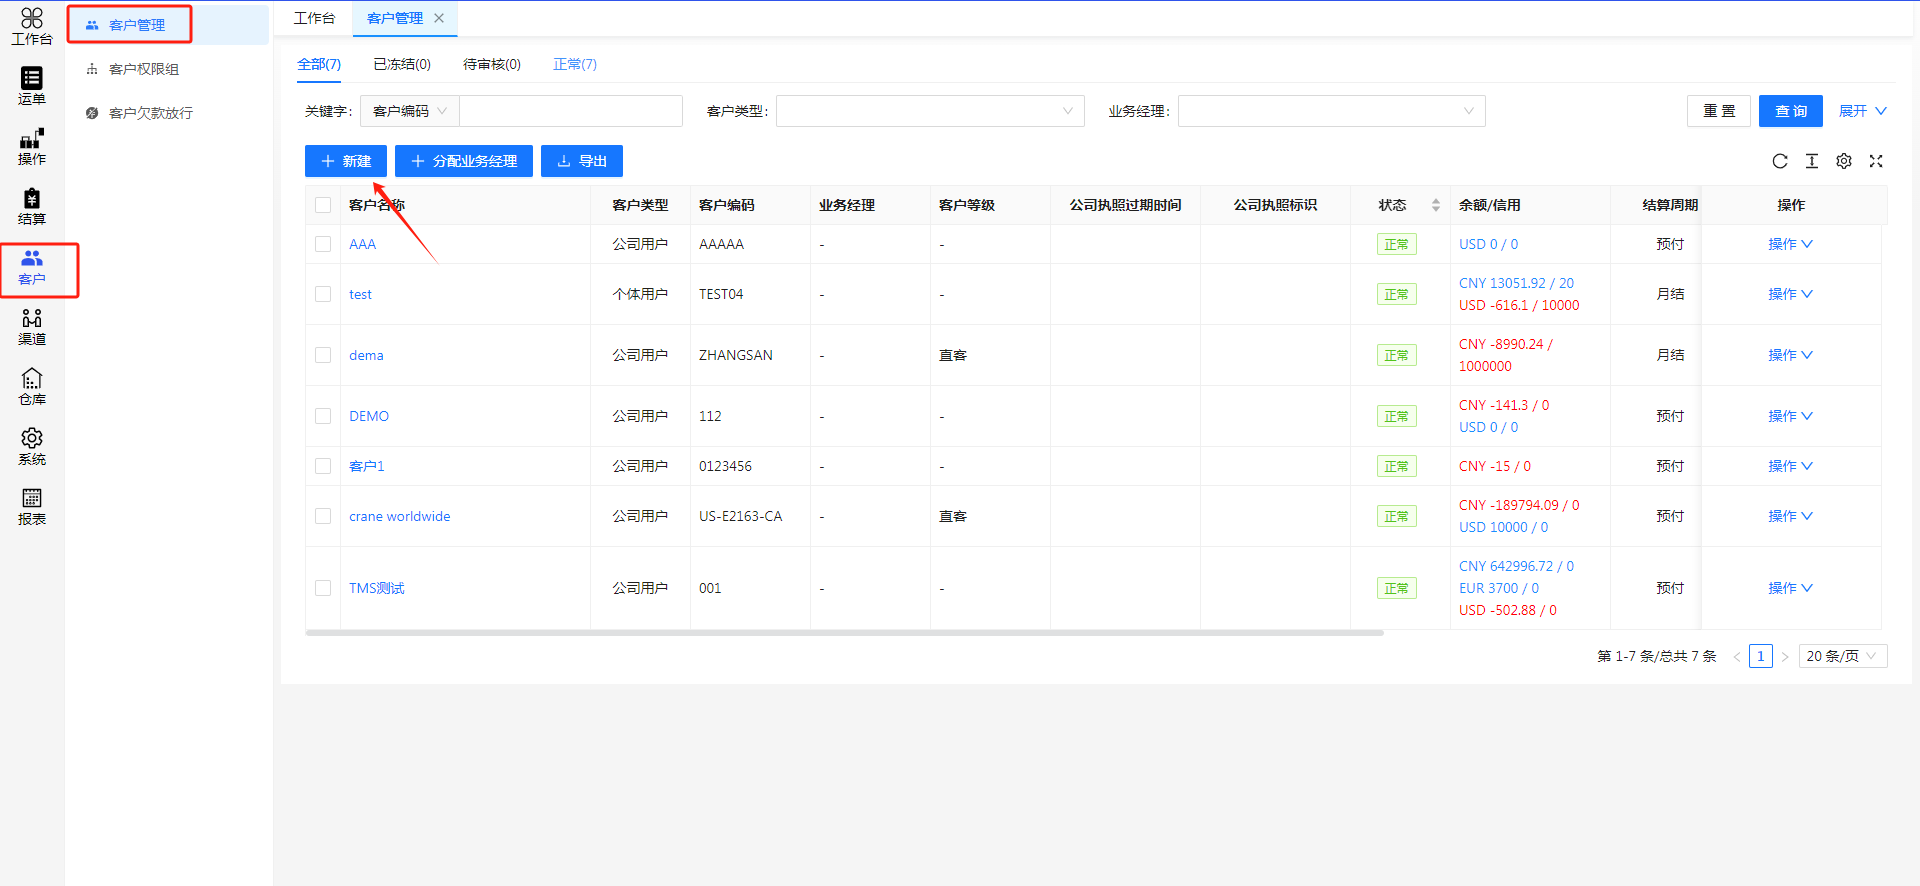 工作台
运单
操作
结算
客户
渠道
仓库
系统
报表
客户管理
客户权限组
客户欠款放行
工作台 客户管理
全部(7) 已冻结(0) 待审核(0) 正常(7)
关键字: 客户编码 客户类型: 业务经理: 重 置 查 询 展开
新建 分配业务经理 导出
客户名称 客户类型 客户编码 业务经理 客户等级 公司执照过期时间 公司执照标识 状态 余额/信用 结算周期 操作
AAA 公司用户 AAAAA - - 正常 USD 0 / 0 预付 操作
test 个体用户 TEST04 - - 正常 CNY 13051.92 / 20 月结 操作
USD -616.1 / 10000
dema 公司用户 ZHANGSAN - 直客 正常 CNY -8990.24 / 月结 操作
1000000
DEMO 公司用户 112 - - 正常 CNY -141.3 / 0 预付 操作
USD 0 / 0
客户1 公司用户 0123456 - - 正常 CNY -15 / 0 预付 操作
crane worldwide 公司用户 US-E2163-CA - 直客 正常 CNY -189794.09 / 0 预付 操作
USD 10000 / 0
TMS测试 公司用户 001 - - 正常 CNY 642996.72 / 0 预付 操作
EUR 3700 / 0
USD -502.88 / 0
第 1-7 条/总共 7 条 1 20 条/页